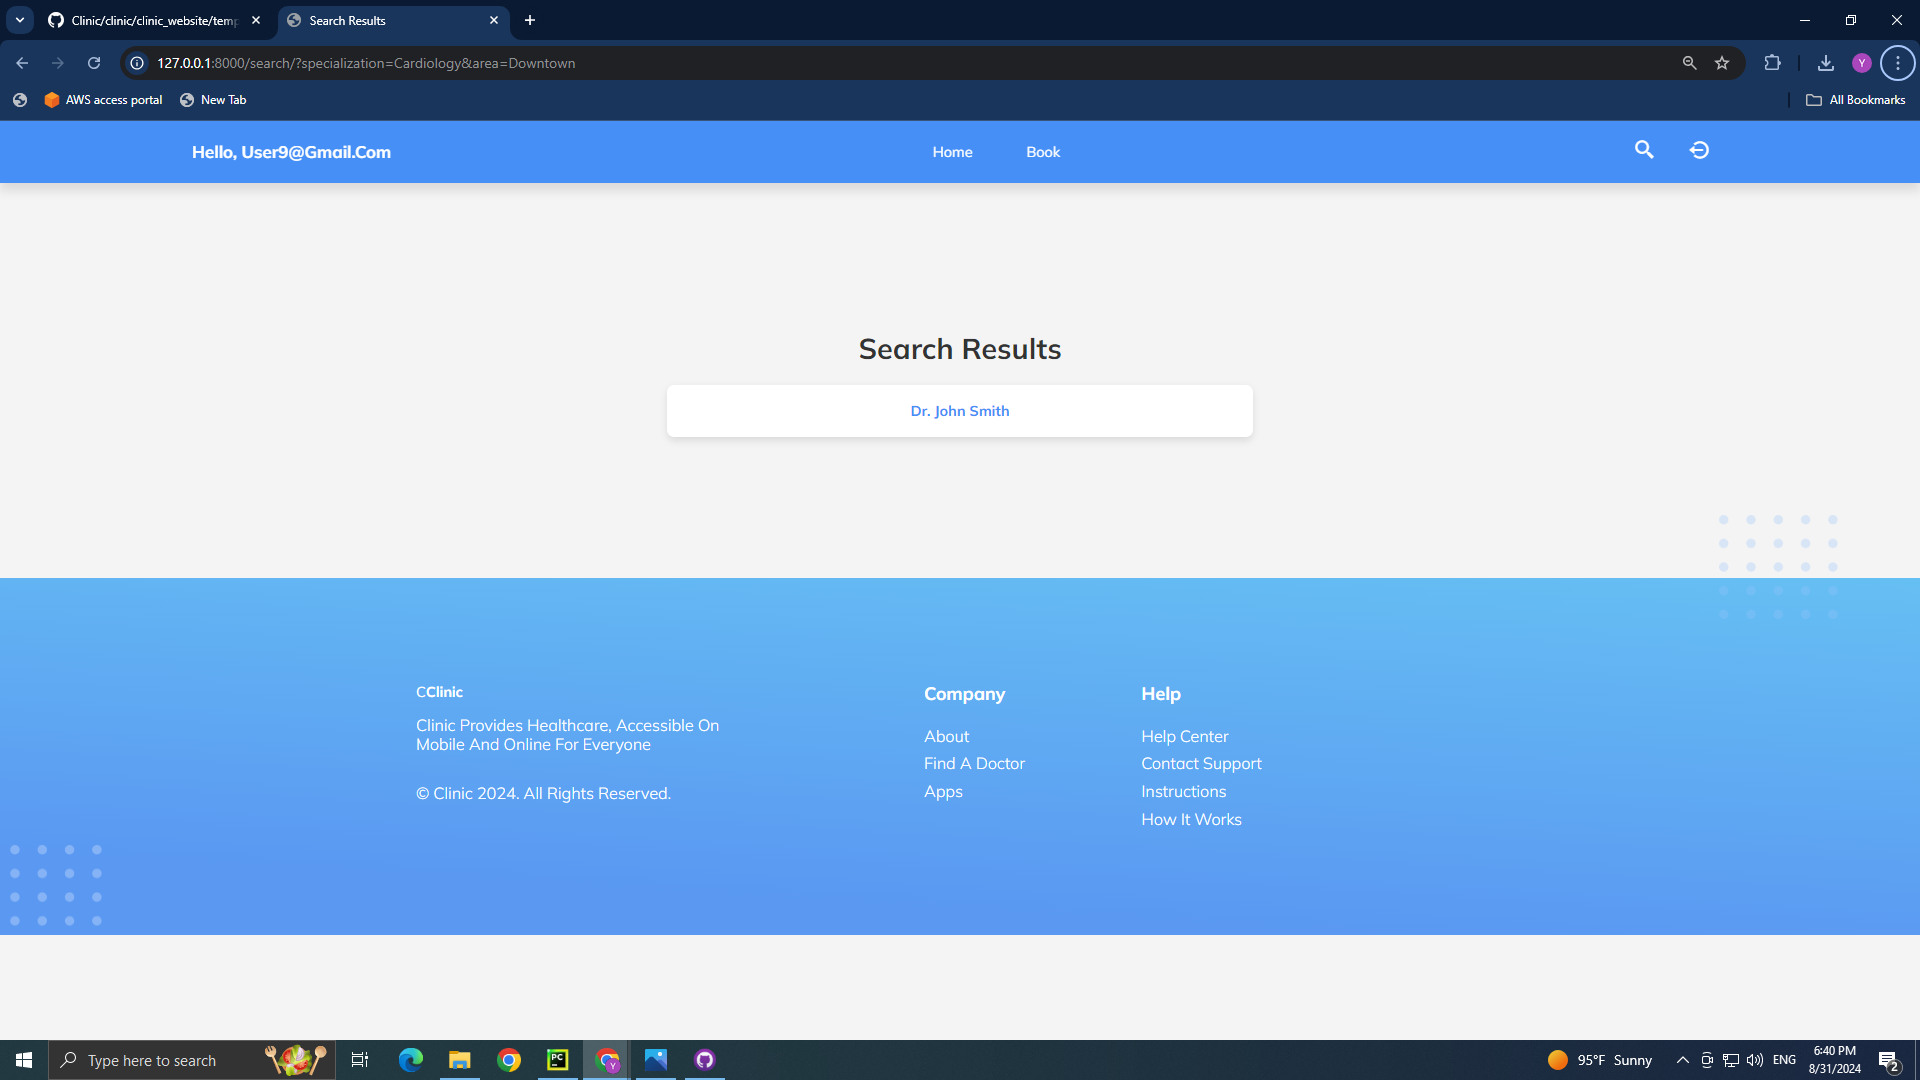 Clinic/clinic/clinic_website/temp
Search Results
127.0.0.1:8000/search/?specialization=Cardiology&area=Downtown
Y
AWS access portal
New Tab
All Bookmarks
Hello, User9@Gmail.Com
Home
Book
Search Results
Dr. John Smith
CClinic
Clinic Provides Healthcare, Accessible On
Mobile And Online For Everyone
© Clinic 2024. All Rights Reserved.
Company
About
Find A Doctor
Apps
Help
Help Center
Contact Support
Instructions
How It Works
Type here to search
PC
Y
95°F Sunny
ENG
6:40 PM
8/31/2024
2